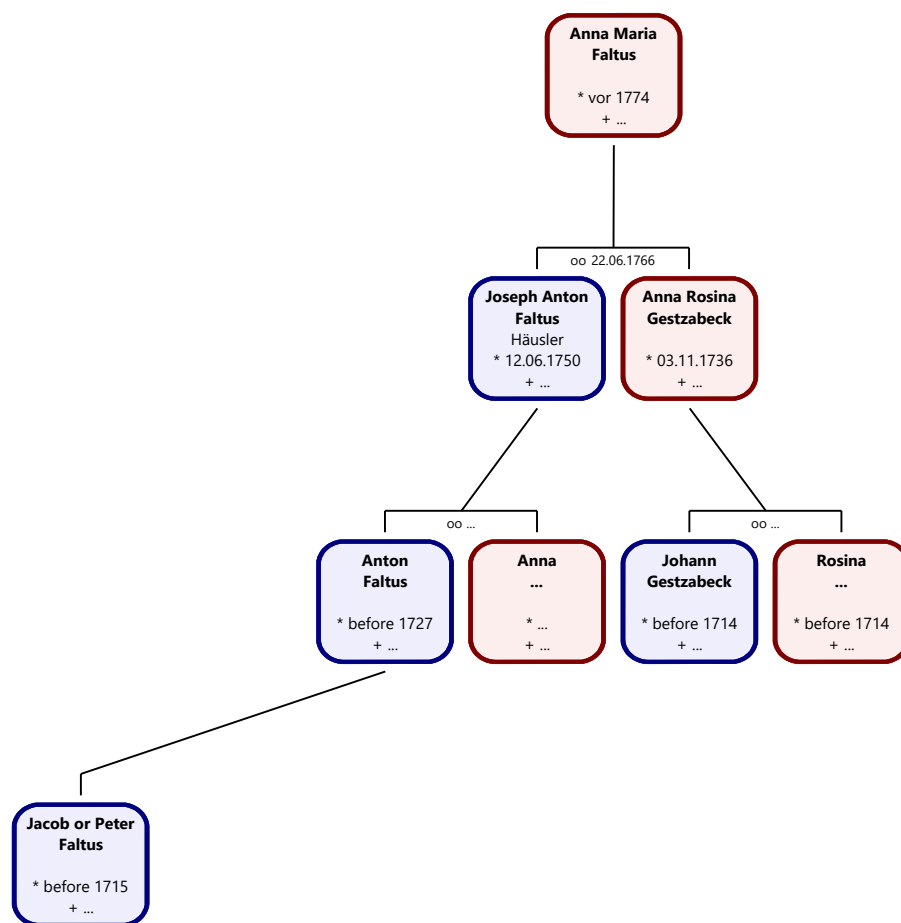 Anna Maria
Faltus
* vor 1774
+ ...
oo 22.06.1766
Joseph Anton
Faltus
Häusler
* 12.06.1750
+ ...
Anna Rosina
Gestzabeck
* 03.11.1736
+ ...
oo ...
oo ...
Anton
Faltus
* before 1727
+ ...
Anna
...
* ...
+ ...
Johann
Gestzabeck
* before 1714
+ ...
Rosina
...
* before 1714
+ ...
Jacob or Peter
Faltus
* before 1715
+ ...